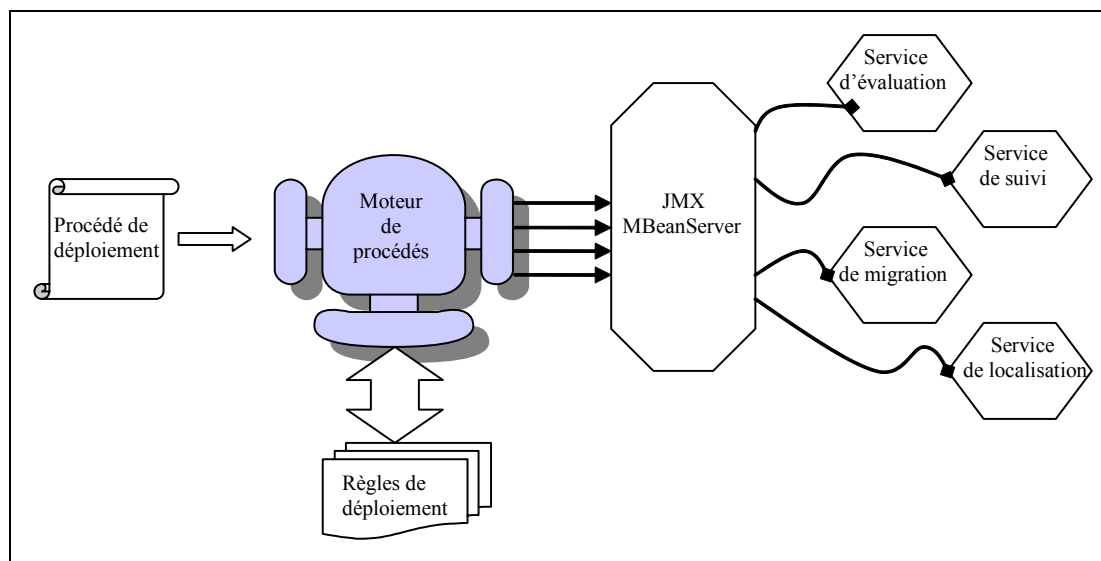 Procédé de
déploiement
Moteur
de
procédés
Règles de
déploiement
JMX
MBeanServer
Service
d’évaluation
Service
de suivi
Service
de migration
Service
de localisation